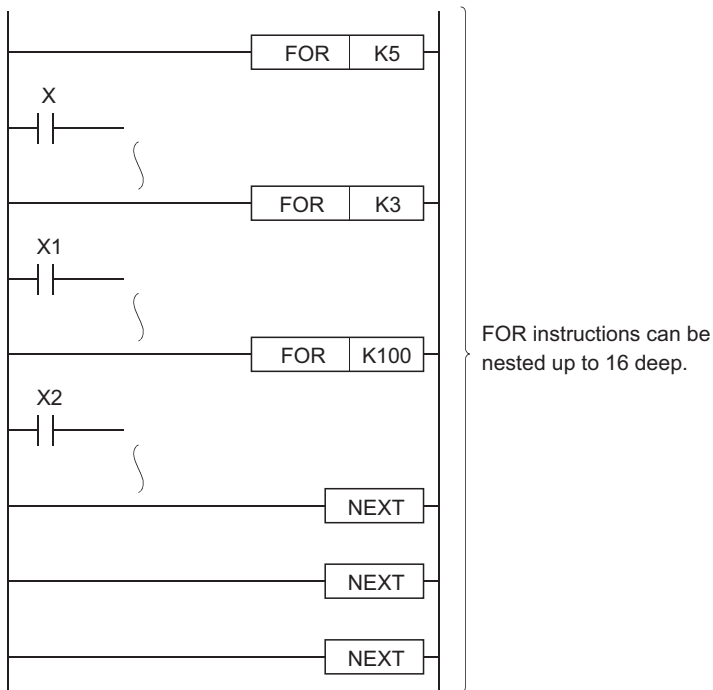 FOR K5
X
FOR K3
X1
FOR K100
X2
NEXT
NEXT
NEXT
FOR instructions can be
nested up to 16 deep.